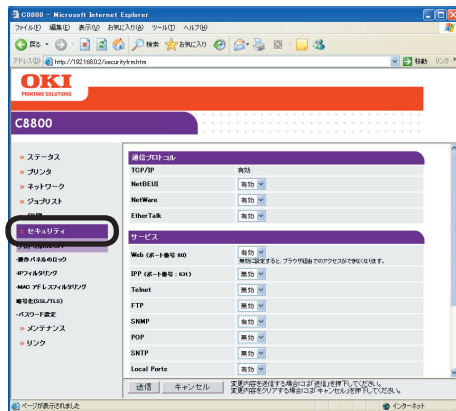 C8800 - Microsoft Internet Explorer
ファイル(F) 編集(E) 表示(V) お気に入り(A) ツール(T) ヘルプ(H)
戻る 検索 お気に入り
アドレス(D) http://192.168.0.2/securityfrm.htm 移動 リンク
OKI
PRINTING SOLUTIONS
C8800
» ステータス
» プリンタ
» ネットワーク
» ジョブリスト
» セキュリティ
・操作パネルのロック
・IPフィルタリング
・MAC アドレスフィルタリング
暗号化(SSL/TLS)
・パスワード設定
» メンテナンス
» リンク
通信プロトコル
TCP/IP 有効
NetBEUI 有効
NetWare 有効
EtherTalk 有効
サービス
Web (ポート番号 80) 有効
無効に設定すると、ブラウザ経由でのアクセスができなくなります。
IPP (ポート番号 : 631) 無効
Telnet 無効
FTP 無効
SNMP 有効
POP 無効
SNTP 無効
Local Ports 有効
送信 キャンセル 変更内容を送信する場合には「送信」を押下してください。
変更内容をクリアする場合には「キャンセル」を押下してください。
ページが表示されました インターネット